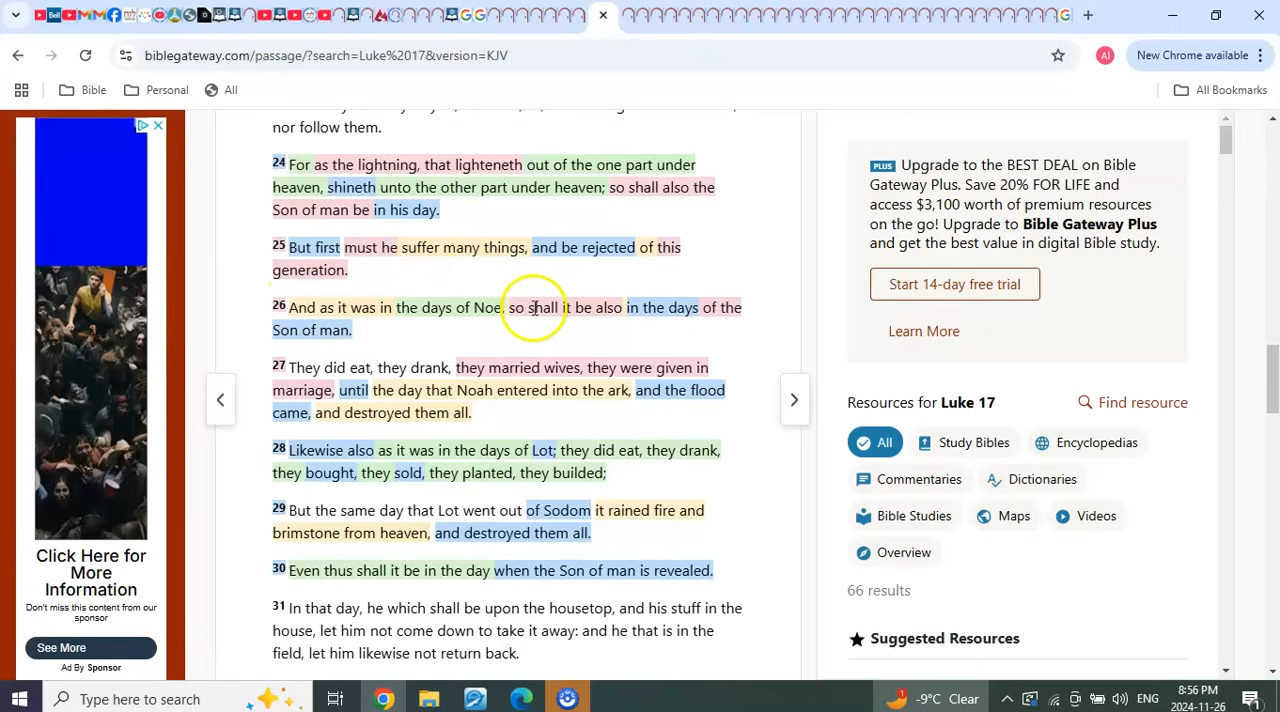 Bell
biblegateway.com/passage/?search=Luke%2017&version=KJV
AI
New Chrome available
Bible
Personal
All
All Bookmarks
nor follow them.
24 For as the lightning, that lighteneth out of the one part under
heaven, shineth unto the other part under heaven; so shall also the
Son of man be in his day.
25 But first must he suffer many things, and be rejected of this
generation.
26 And as it was in the days of Noe, so shall it be also in the days of the
Son of man.
27 They did eat, they drank, they married wives, they were given in
marriage, until the day that Noah entered into the ark, and the flood
came, and destroyed them all.
28 Likewise also as it was in the days of Lot; they did eat, they drank,
they bought, they sold, they planted, they builded;
29 But the same day that Lot went out of Sodom it rained fire and
brimstone from heaven, and destroyed them all.
30 Even thus shall it be in the day when the Son of man is revealed.
31 In that day, he which shall be upon the housetop, and his stuff in the
house, let him not come down to take it away: and he that is in the
field, let him likewise not return back.
Click Here for
More
Information
Don't miss this content from our
sponsor
See More
Ad By Sponsor
PLUS Upgrade to the BEST DEAL on Bible
Gateway Plus. Save 20% FOR LIFE and
access $3,100 worth of premium resources
on the go! Upgrade to Bible Gateway Plus
and get the best value in digital Bible study.
Start 14-day free trial
Learn More
Resources for Luke 17
Find resource
All
Study Bibles
Encyclopedias
Commentaries
Dictionaries
Bible Studies
Maps
Videos
Overview
66 results
Suggested Resources
Type here to search
-9°C Clear
ENG
8:56 PM
2024-11-26
1